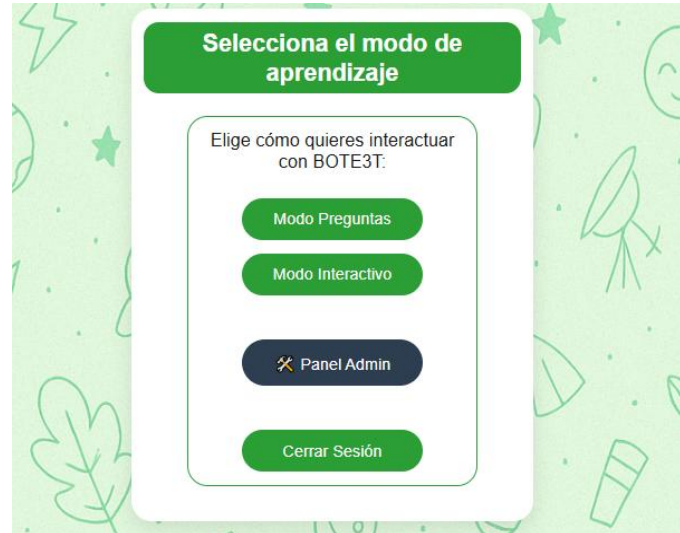 Selecciona el modo de
aprendizaje
Elige cómo quieres interactuar
con BOTE3T:
Modo Preguntas
Modo Interactivo
🛠 Panel Admin
Cerrar Sesión